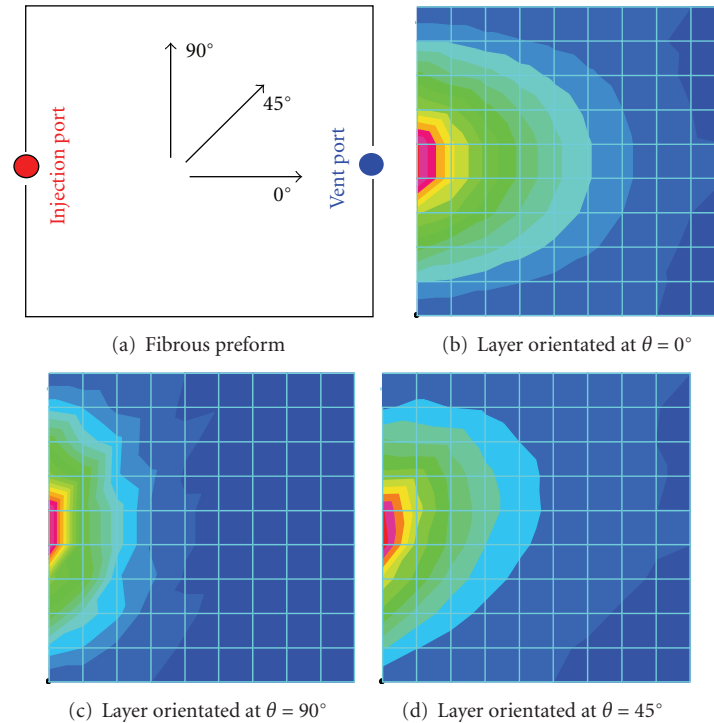 90°
45°
0°
Injection port
Vent port
(a) Fibrous preform
(b) Layer orientated at θ = 0°
(c) Layer orientated at θ = 90°
(d) Layer orientated at θ = 45°